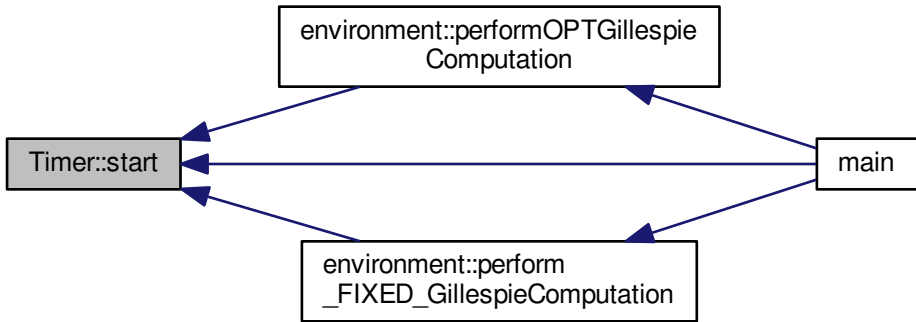 environment::performOPTGillespie
Computation
Timer::start
main
environment::perform
_FIXED_GillespieComputation